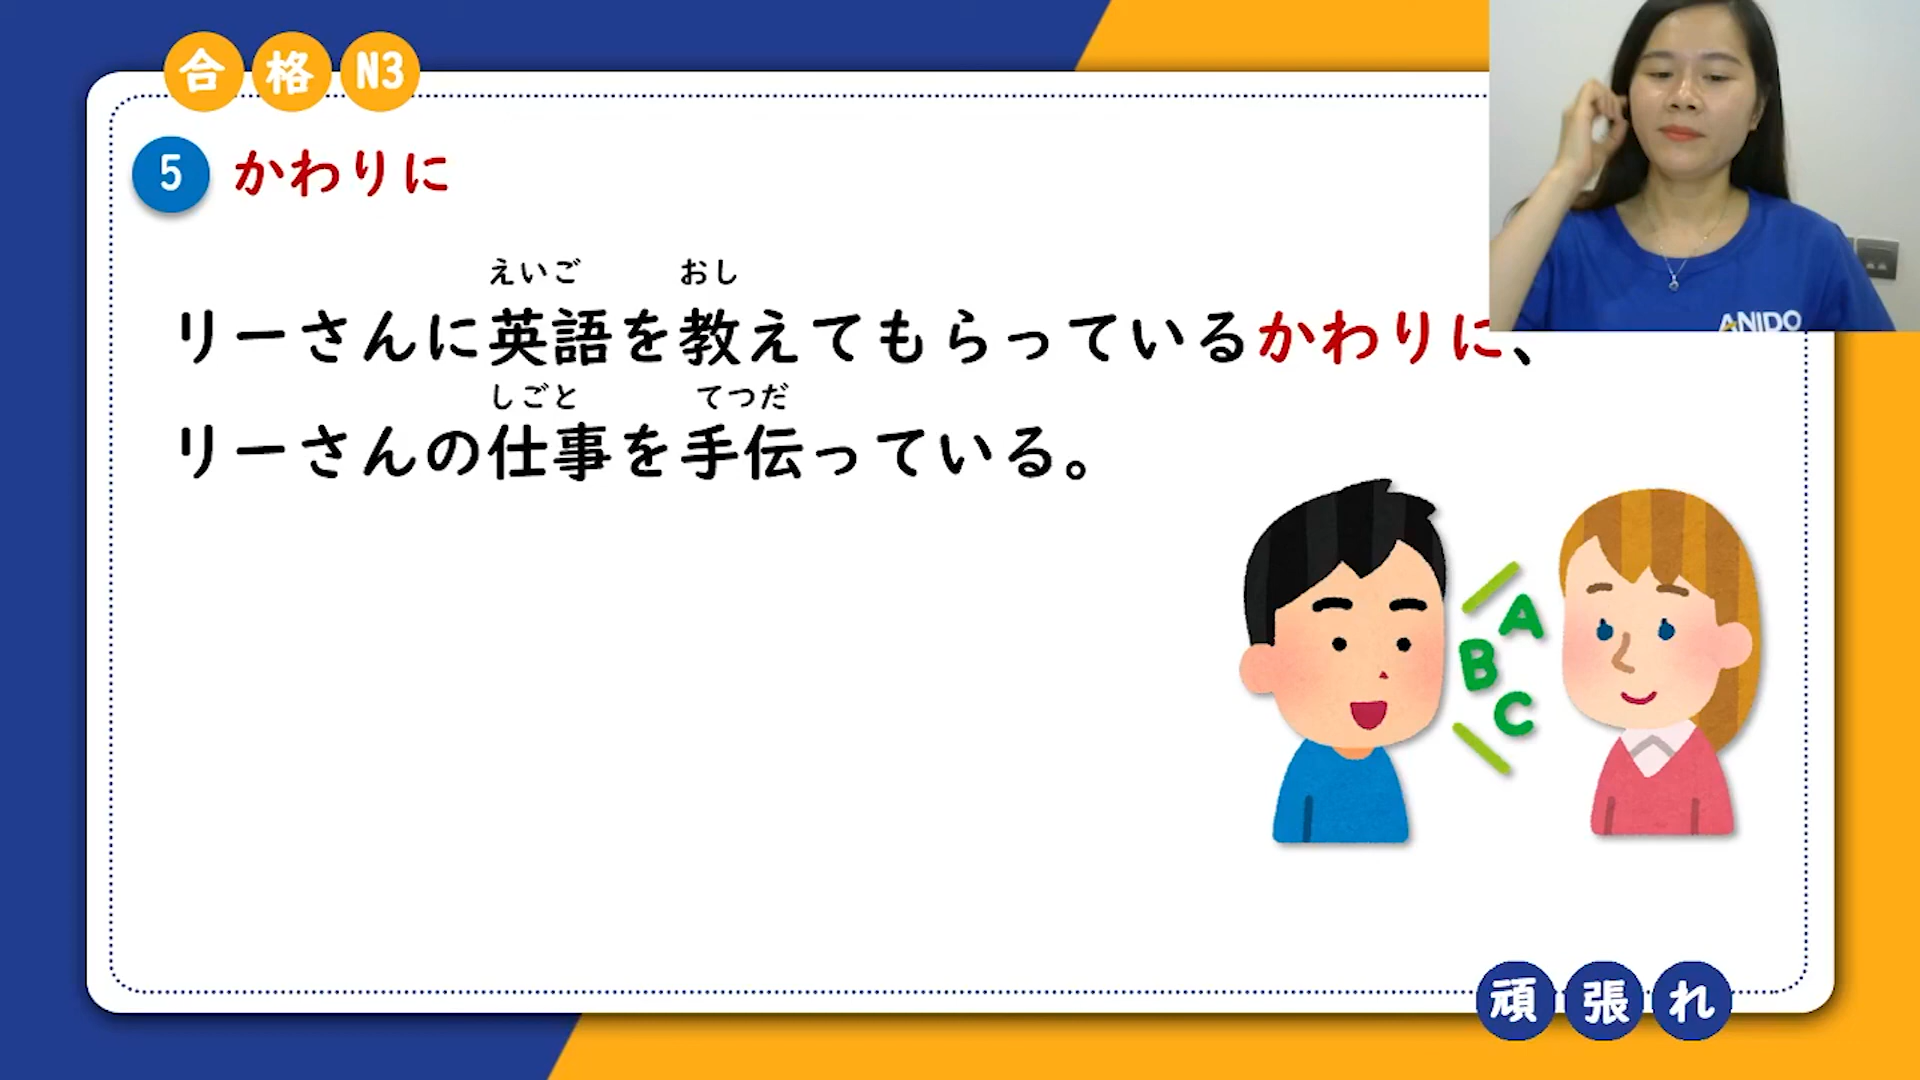 合格N3
5 かわりに
えいご おし
リーさんに英語を教えてもらっているかわりに、
しごと てつだ
リーさんの仕事を手伝っている。
A
B
C
頑張れ
ANIDO